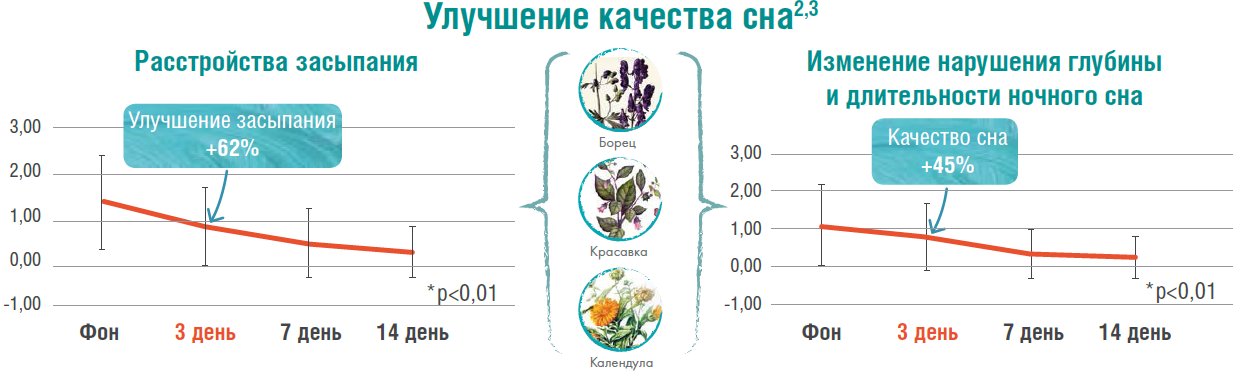 Улучшение качества сна2,3
Расстройства засыпания
3,00
2,00
1,00
0,00
-1,00
Улучшение засыпания
+62%
*p<0,01
Фон 3 день 7 день 14 день
Борец
Красавка
Календула
Изменение нарушения глубины
и длительности ночного сна
3,00
2,00
1,00
0,00
-1,00
Качество сна
+45%
*p<0,01
Фон 3 день 7 день 14 день